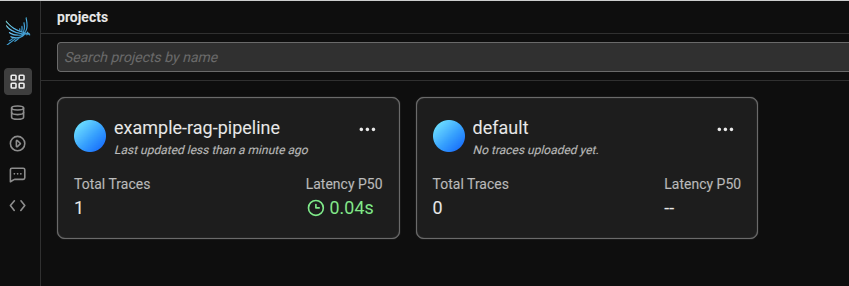 projects
Search projects by name
example-rag-pipeline
Last updated less than a minute ago
Total Traces
Latency P50
1
0.04s
default
No traces uploaded yet.
Total Traces
Latency P50
0
--